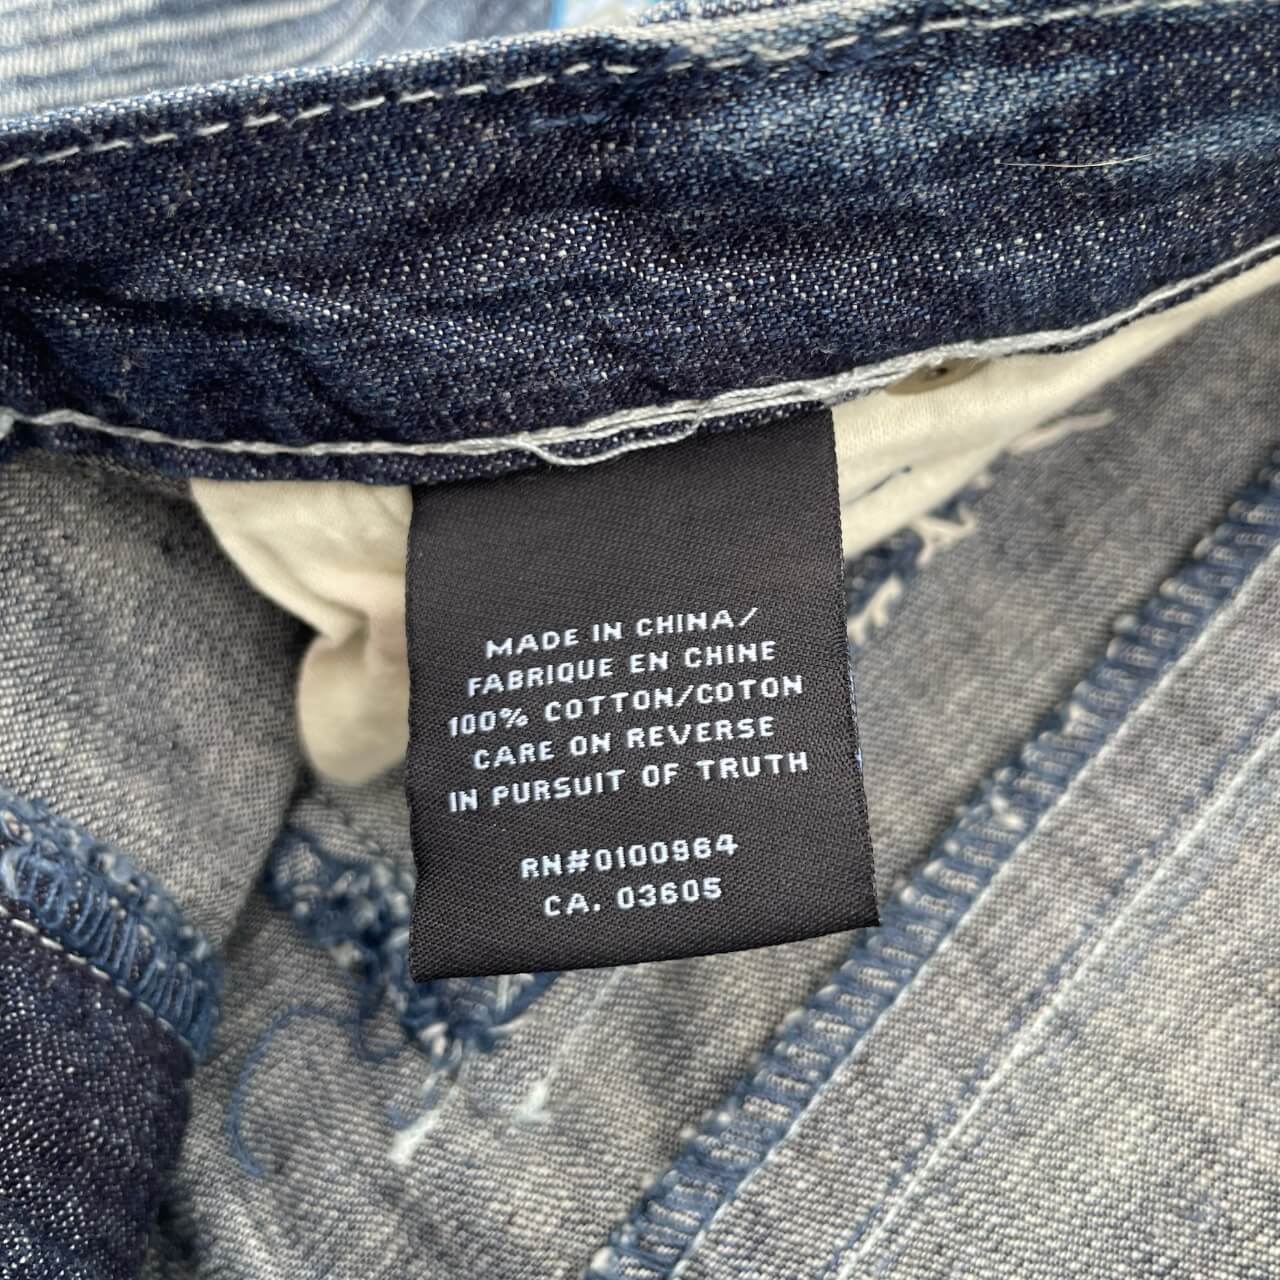 MADE IN CHINA/
FABRIQUE EN CHINE
100% COTTON/COTON
CARE ON REVERSE
IN PURSUIT OF TRUTH
RN#0100964
CA. 03605